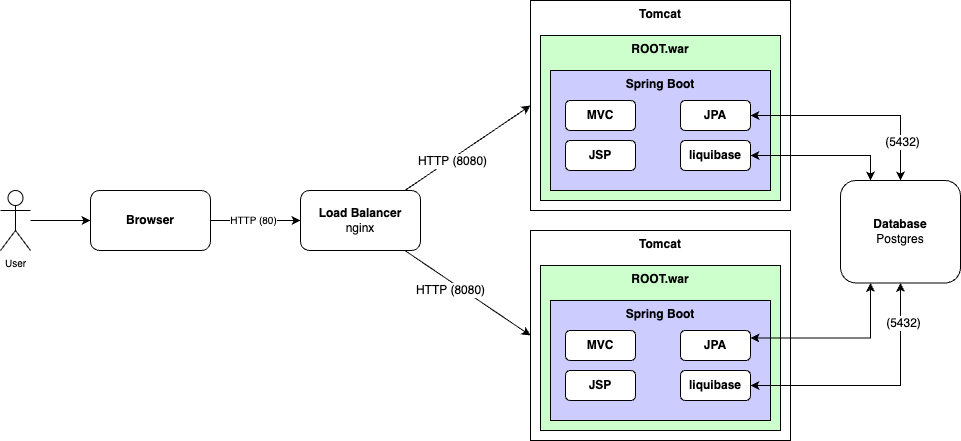 Tomcat
ROOT.war
Spring Boot
MVC
JPA
JSP
liquibase
(5432)
HTTP (8080)
User
Browser
HTTP (80)
Load Balancer
nginx
Database
Postgres
HTTP (8080)
Tomcat
ROOT.war
Spring Boot
MVC
JPA
JSP
liquibase
(5432)